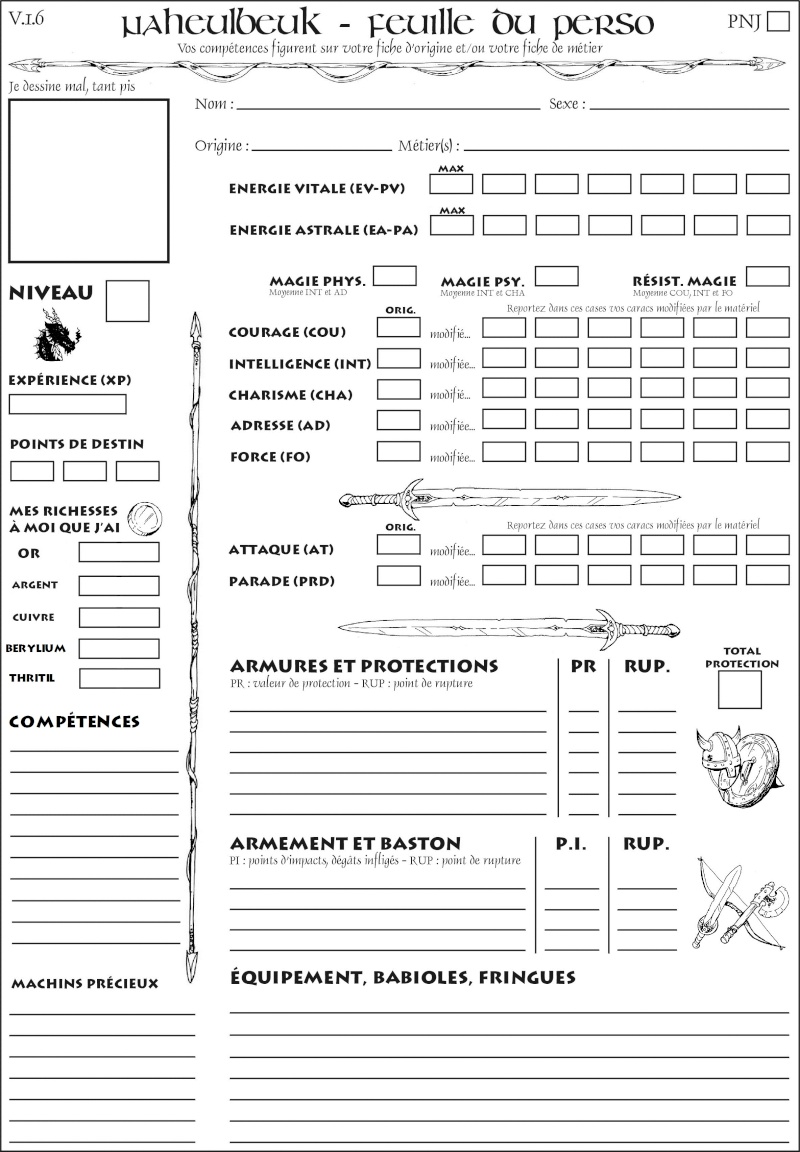 V.1.6
Naheulbeuk - feuille du perso
PNJ
Vos compétences figurent sur votre fiche d'origine et/ou votre fiche de métier
Je dessine mal, tant pis
Nom :
Sexe :
Origine :
Métier(s) :
MAX
ENERGIE VITALE (EV-PV)
MAX
ENERGIE ASTRALE (EA-PA)
MAGIE PHYS.
Moyenne INT et AD
MAGIE PSY.
Moyenne INT et CHA
RÉSIST. MAGIE
Moyenne COU, INT et FO
NIVEAU
EXPÉRIENCE (XP)
POINTS DE DESTIN
MES RICHESSES
À MOI QUE J'AI
OR
ARGENT
CUIVRE
BERYLIUM
THRITIL
COMPÉTENCES
MACHINS PRÉCIEUX
ORIG.
Reportez dans ces cases vos caracs modifiées par le matériel
COURAGE (COU)
modifié...
INTELLIGENCE (INT)
modifiée...
CHARISME (CHA)
modifié...
ADRESSE (AD)
modifiée...
FORCE (FO)
modifiée...
ORIG.
Reportez dans ces cases vos caracs modifiées par le matériel
ATTAQUE (AT)
modifiée...
PARADE (PRD)
modifiée...
ARMURES ET PROTECTIONS
PR
RUP.
PR : valeur de protection - RUP : point de rupture
TOTAL
PROTECTION
ARMEMENT ET BASTON
P.I.
RUP.
PI : points d'impacts, dégâts infligés - RUP : point de rupture
ÉQUIPEMENT, BABIOLES, FRINGUES